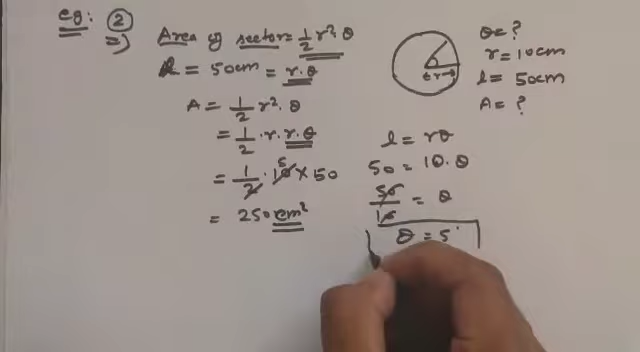 eg: ②
=) Area of sector = 1/2 r² θ
l = 50cm = r.θ
A = 1/2 r² . θ
= 1/2 . r . r.θ
= 1/2 . 10 5 × 50
= 250 cm²
θ = ?
r = 10cm
l = 50cm
A = ?
r
l = rθ
50 = 10.θ
50/10 = θ
θ = 5